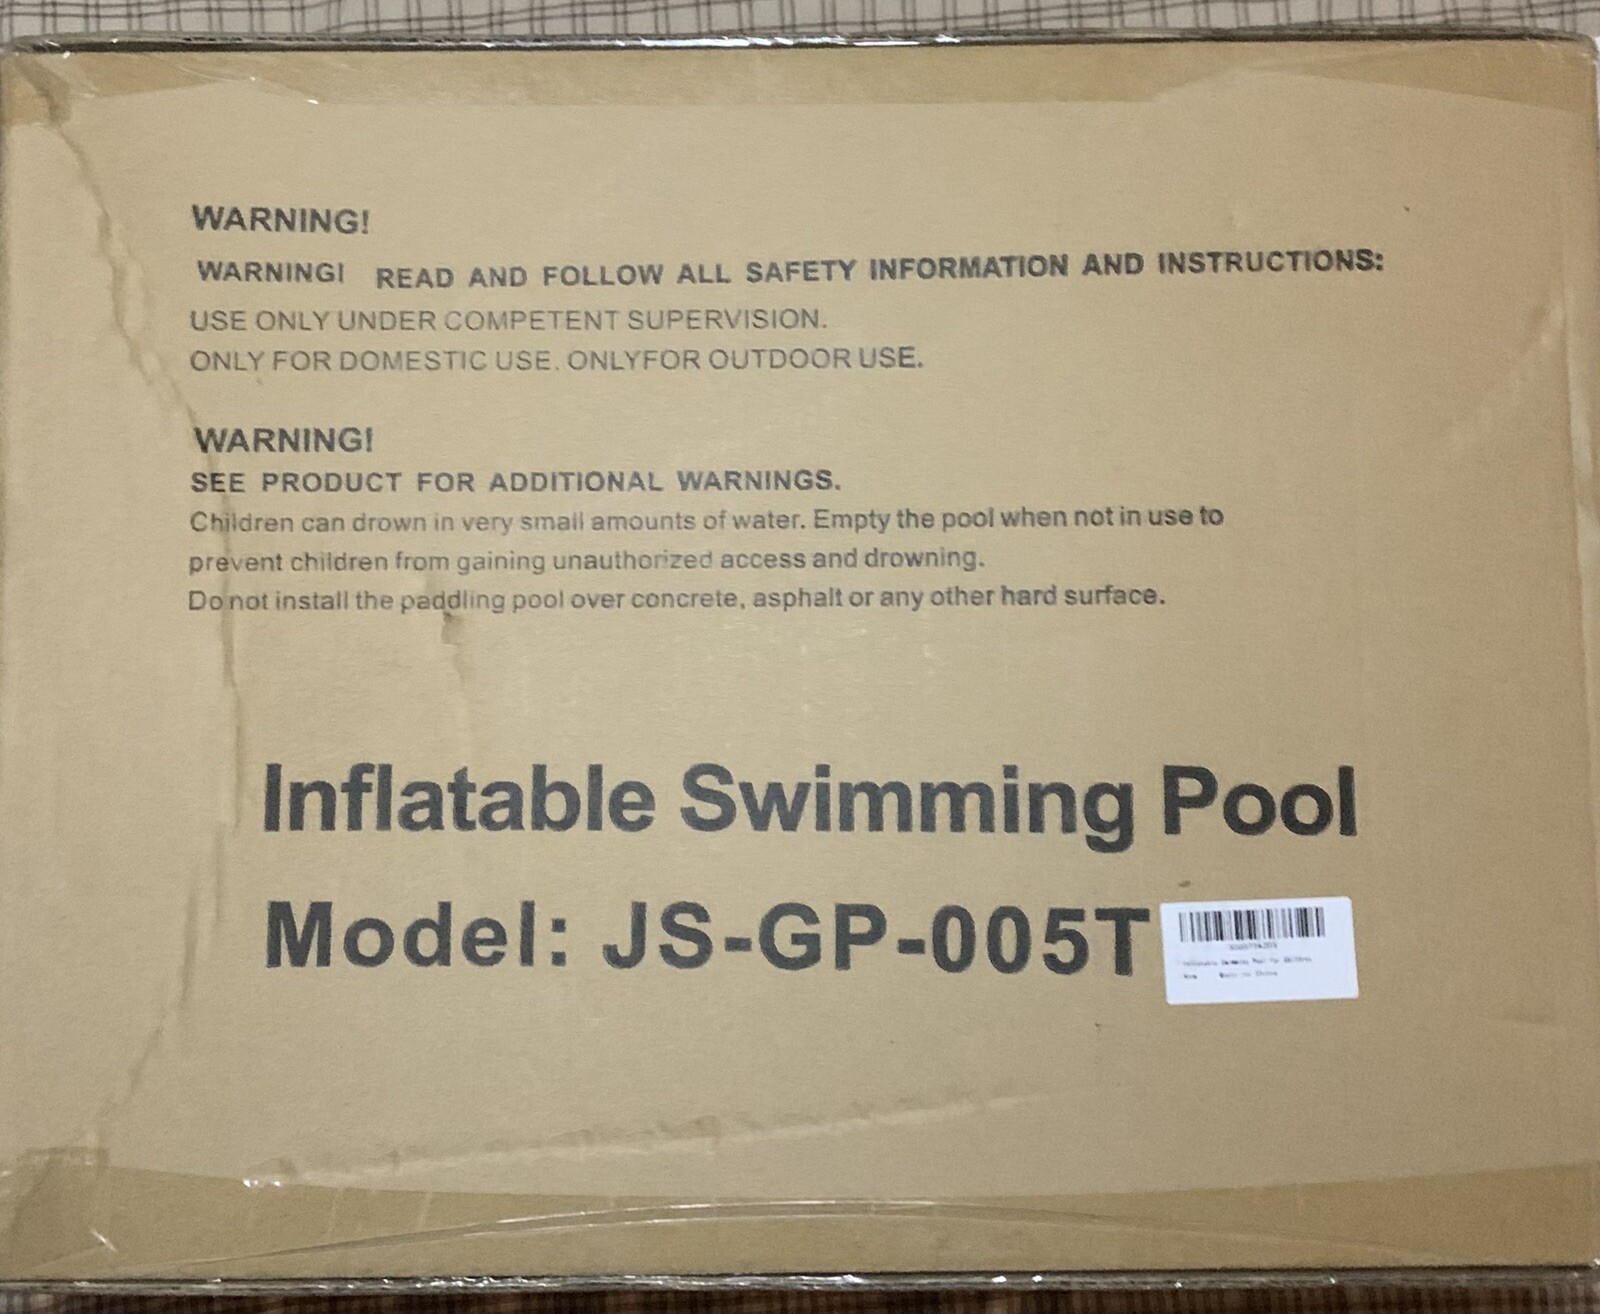 WARNING!
WARNING! READ AND FOLLOW ALL SAFETY INFORMATION AND INSTRUCTIONS:
USE ONLY UNDER COMPETENT SUPERVISION.
ONLY FOR DOMESTIC USE. ONLYFOR OUTDOOR USE.
WARNING!
SEE PRODUCT FOR ADDITIONAL WARNINGS.
Children can drown in very small amounts of water. Empty the pool when not in use to
prevent children from gaining unauthorized access and drowning.
Do not install the paddling pool over concrete, asphalt or any other hard surface.
Inflatable Swimming Pool
Model: JS-GP-005T